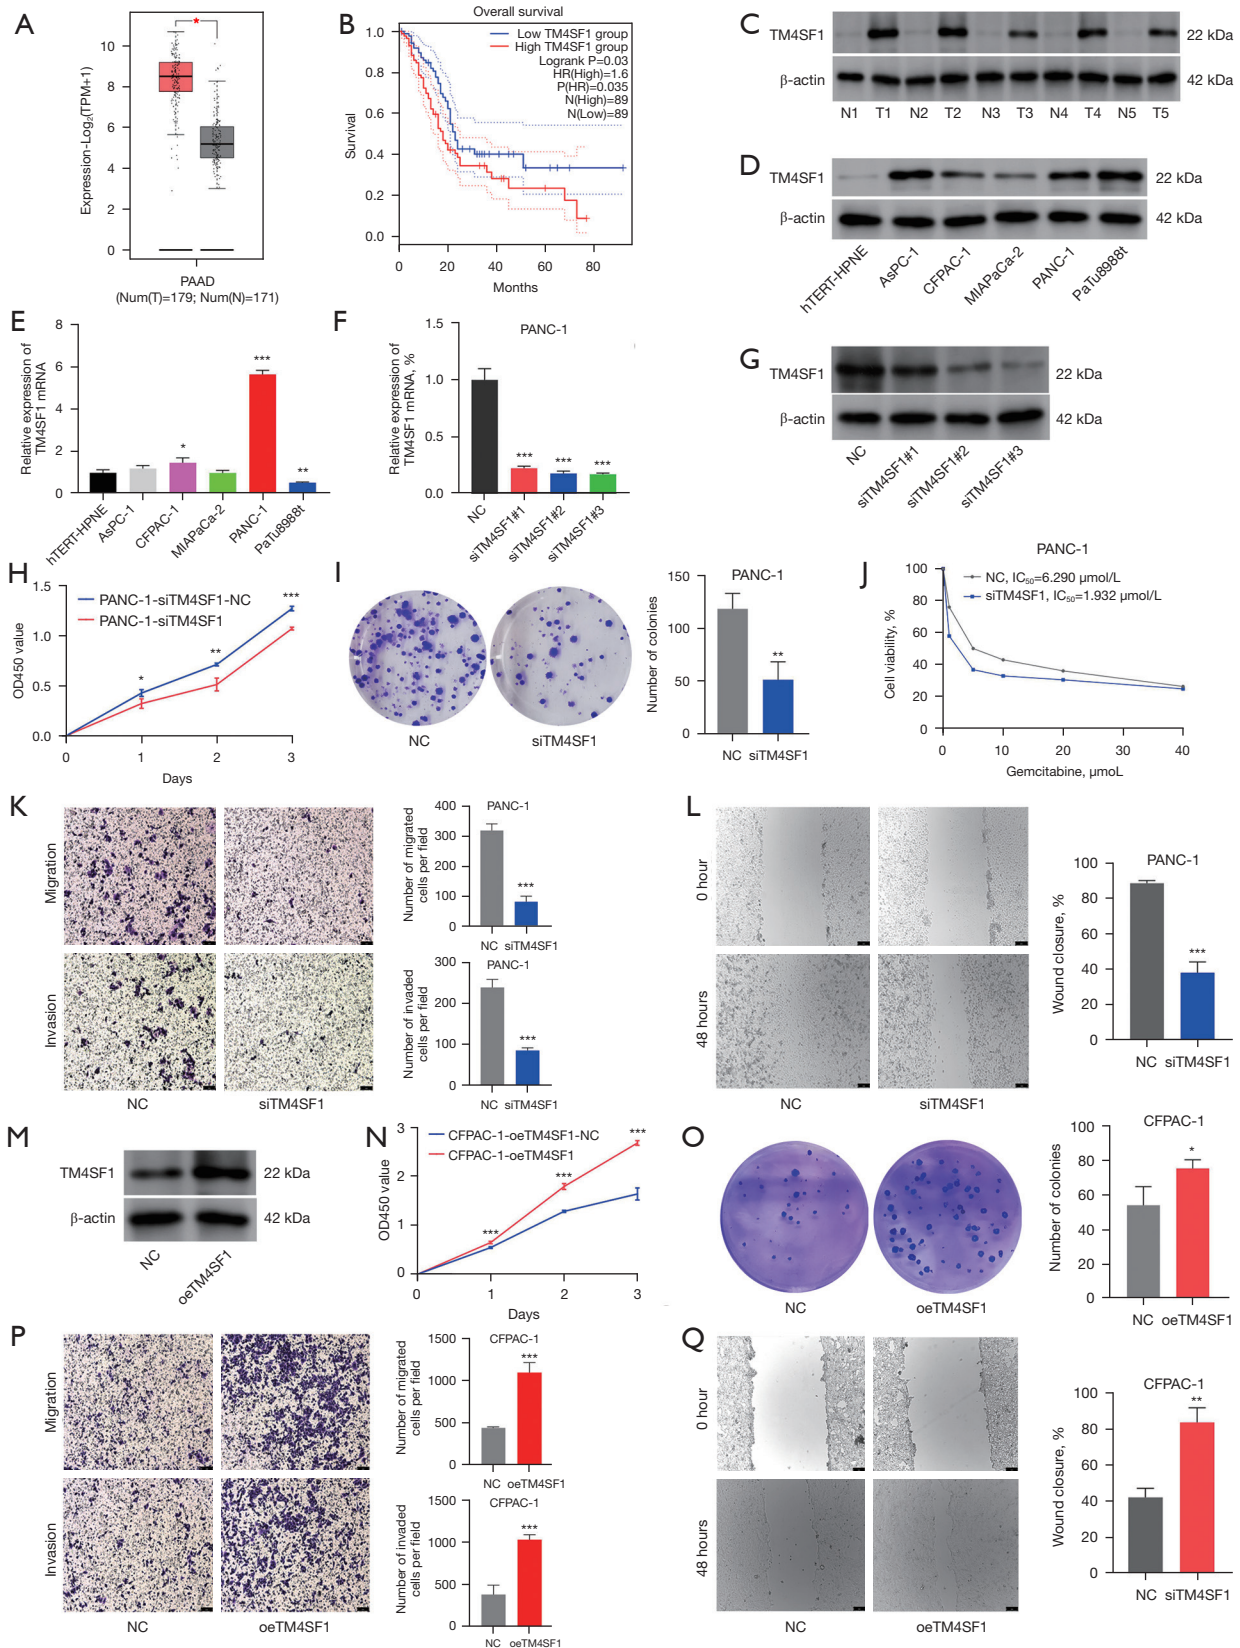 A
*
Expression-Log₂(TPM+1)
10
8
6
4
2
0
PAAD
(Num(T)=179; Num(N)=171)
B
Overall survival
Low TM4SF1 group
High TM4SF1 group
Logrank P=0.03
HR(High)=1.6
P(HR)=0.035
N(High)=89
N(Low)=89
Survival
1.0
0.8
0.6
0.4
0.2
0.0
0 20 40 60 80
Months
C
TM4SF1 22 kDa
β-actin 42 kDa
N1 T1 N2 T2 N3 T3 N4 T4 N5 T5
D
TM4SF1 22 kDa
β-actin 42 kDa
hTERT-HPNE AsPC-1 CFPAC-1 MIAPaCa-2 PANC-1 PaTu8988t
E
Relative expression of
TM4SF1 mRNA
8
6
4
2
0
* *** **
hTERT-HPNE AsPC-1 CFPAC-1 MIAPaCa-2 PANC-1 PaTu8988t
F
PANC-1
Relative expression of
TM4SF1 mRNA, %
1.5
1.0
0.5
0.0
*** *** ***
NC siTM4SF1#1 siTM4SF1#2 siTM4SF1#3
G
TM4SF1 22 kDa
β-actin 42 kDa
NC siTM4SF1#1 siTM4SF1#2 siTM4SF1#3
H
OD450 value
1.5
1.0
0.5
0.0
PANC-1-siTM4SF1-NC
PANC-1-siTM4SF1
* ** ***
0 1 2 3
Days
I
NC siTM4SF1
PANC-1
Number of colonies
150
100
50
0
**
NC siTM4SF1
J
PANC-1
NC, IC₅₀=6.290 μmol/L
siTM4SF1, IC₅₀=1.932 μmol/L
Cell viability, %
100
80
60
40
20
0
0 10 20 30 40
Gemcitabine, μmoL
K
Migration
Invasion
NC siTM4SF1
PANC-1
Number of migrated
cells per field
400
300
200
100
0
***
NC siTM4SF1
PANC-1
Number of invaded
cells per field
300
200
100
0
***
NC siTM4SF1
L
0 hour
48 hours
NC siTM4SF1
PANC-1
Wound closure, %
100
80
60
40
80
0
***
NC siTM4SF1
M
TM4SF1 22 kDa
β-actin 42 kDa
NC oeTM4SF1
N
OD450 value
3
2
1
0
CFPAC-1-oeTM4SF1-NC
CFPAC-1-oeTM4SF1
*** *** ***
0 1 2 3
Days
O
NC oeTM4SF1
CFPAC-1
Number of colonies
100
80
60
40
20
0
*
NC oeTM4SF1
P
Migration
Invasion
NC oeTM4SF1
CFPAC-1
Number of migrated
cells per field
1500
1000
500
0
***
NC oeTM4SF1
CFPAC-1
Number of invaded
cells per field
1500
1000
500
0
***
NC oeTM4SF1
Q
0 hour
48 hours
NC oeTM4SF1
CFPAC-1
Wound closure, %
100
80
60
40
80
0
**
NC siTM4SF1